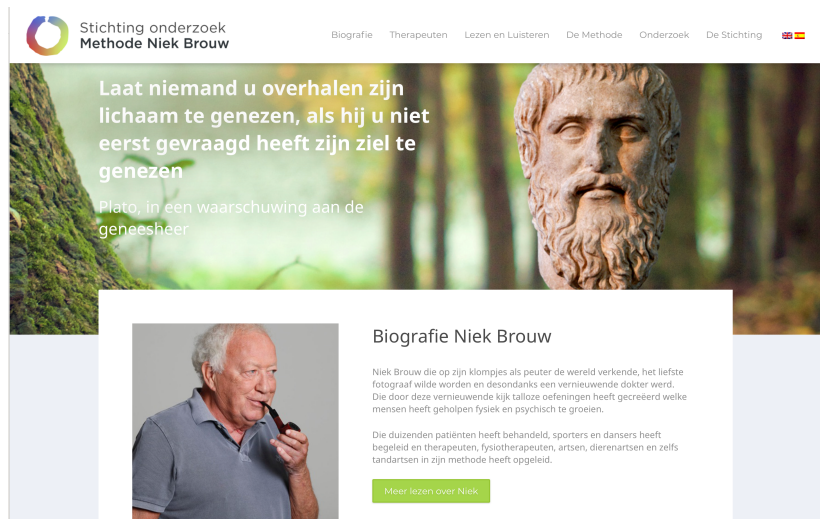 Stichting onderzoek
Methode Niek Brouw
Biografie Therapeuten Lezen en Luisteren De Methode Onderzoek De Stichting
Laat niemand u overhalen zijn
lichaam te genezen, als hij u niet
eerst gevraagd heeft zijn ziel te
genezen
Plato, in een waarschuwing aan de
geneesheer
Biografie Niek Brouw
Niek Brouw die op zijn klompjes als peuter de wereld verkende, het liefste
fotograaf wilde worden en desondanks een vernieuwende dokter werd.
Die door deze vernieuwende kijk talloze oefeningen heeft gecreëerd welke
mensen heeft geholpen fysiek en psychisch te groeien.
Die duizenden patiënten heeft behandeld, sporters en dansers heeft
begeleid en therapeuten, fysiotherapeuten, artsen, dierenartsen en zelfs
tandartsen in zijn methode heeft opgeleid.
Meer lezen over Niek